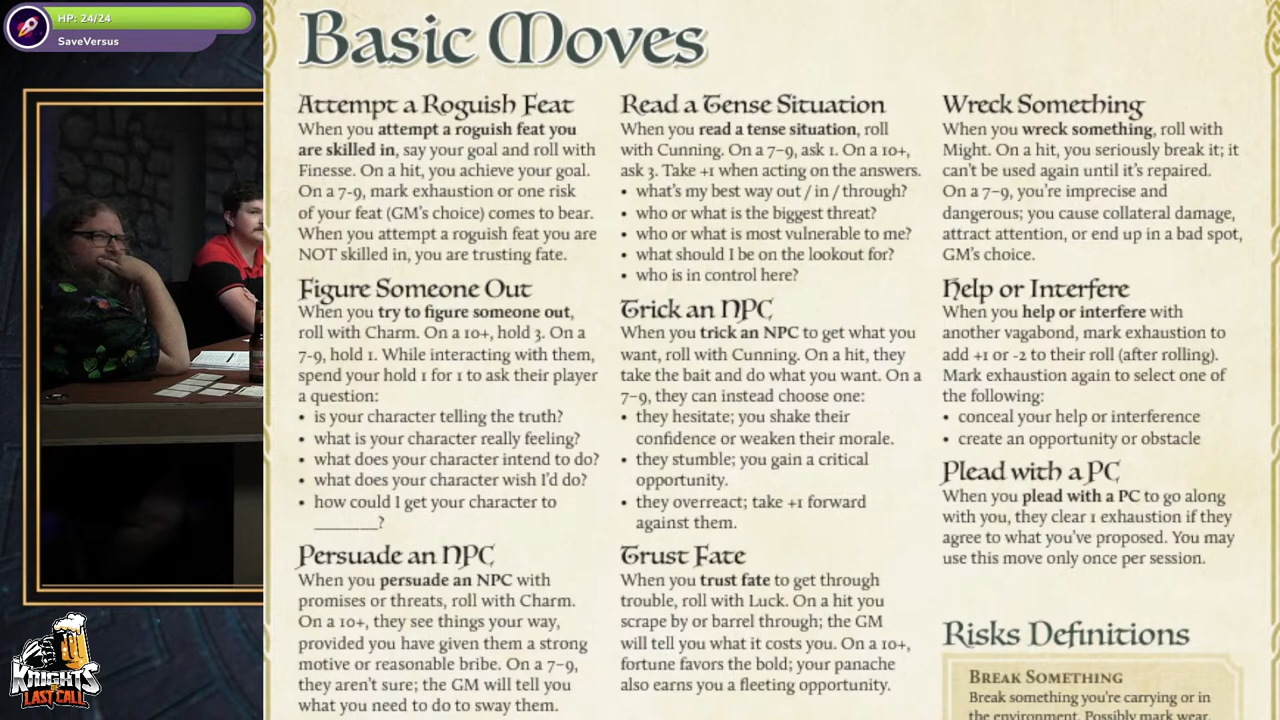 HP: 24/24
SaveVersus
KNIGHTS
OF
LAST CALL
Basic Moves
Attempt a Roguish Feat
When you attempt a roguish feat you
are skilled in, say your goal and roll with
Finesse. On a hit, you achieve your goal.
On a 7-9, mark exhaustion or one risk
of your feat (GM's choice) comes to bear.
When you attempt a roguish feat you are
NOT skilled in, you are trusting fate.
Figure Someone Out
When you try to figure someone out,
roll with Charm. On a 10+, hold 3. On a
7-9, hold 1. While interacting with them,
spend your hold 1 for 1 to ask their player
a question:
• is your character telling the truth?
• what is your character really feeling?
• what does your character intend to do?
• what does your character wish I'd do?
• how could I get your character to
_______?
Persuade an NPC
When you persuade an NPC with
promises or threats, roll with Charm.
On a 10+, they see things your way,
provided you have given them a strong
motive or reasonable bribe. On a 7–9,
they aren't sure; the GM will tell you
what you need to do to sway them.
Read a Tense Situation
When you read a tense situation, roll
with Cunning. On a 7–9, ask 1. On a 10+,
ask 3. Take +1 when acting on the answers.
• what's my best way out / in / through?
• who or what is the biggest threat?
• who or what is most vulnerable to me?
• what should I be on the lookout for?
• who is in control here?
Trick an NPC
When you trick an NPC to get what you
want, roll with Cunning. On a hit, they
take the bait and do what you want. On a
7–9, they can instead choose one:
• they hesitate; you shake their
confidence or weaken their morale.
• they stumble; you gain a critical
opportunity.
• they overreact; take +1 forward
against them.
Trust Fate
When you trust fate to get through
trouble, roll with Luck. On a hit you
scrape by or barrel through; the GM
will tell you what it costs you. On a 10+,
fortune favors the bold; your panache
also earns you a fleeting opportunity.
Wreck Something
When you wreck something, roll with
Might. On a hit, you seriously break it; it
can't be used again until it's repaired.
On a 7–9, you're imprecise and
dangerous; you cause collateral damage,
attract attention, or end up in a bad spot,
GM's choice.
Help or Interfere
When you help or interfere with
another vagabond, mark exhaustion to
add +1 or -2 to their roll (after rolling).
Mark exhaustion again to select one of
the following:
• conceal your help or interference
• create an opportunity or obstacle
Plead with a PC
When you plead with a PC to go along
with you, they clear 1 exhaustion if they
agree to what you've proposed. You may
use this move only once per session.
Risks Definitions
BREAK SOMETHING
Break something you're carrying or in
the environment. Possibly mark wear.